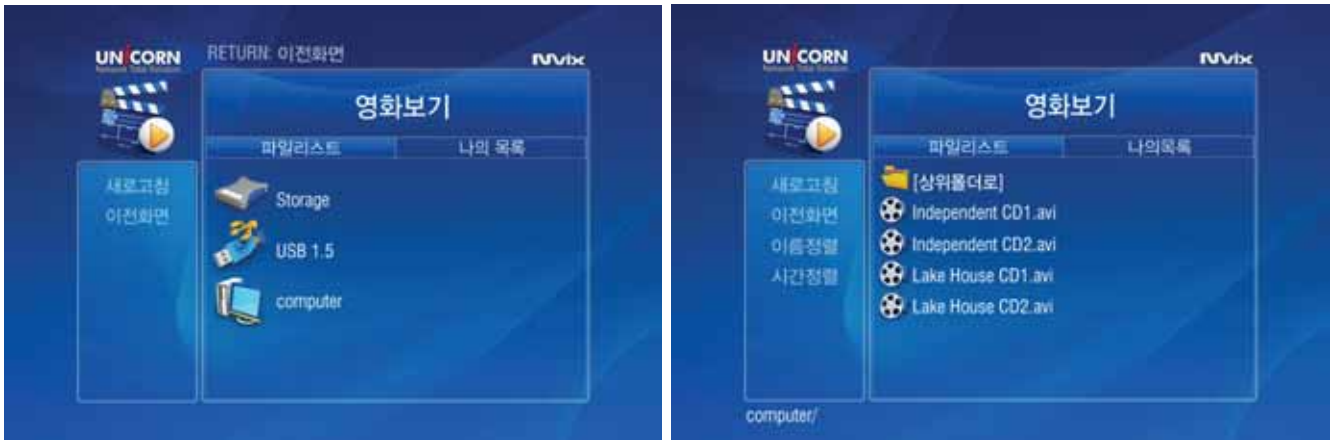 UNICORN
RETURN: 이전화면
Mvix
영화보기
파일리스트
나의 목록
새로고침
이전화면
Storage
USB 1.5
computer
UNICORN
Mvix
영화보기
파일리스트
나의목록
새로고침
이전화면
이름정렬
시간정렬
[상위폴더로]
Independent CD1.avi
Independent CD2.avi
Lake House CD1.avi
Lake House CD2.avi
computer/